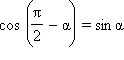 cos (π/2 − α) = sin α